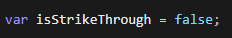 var isStrikeThrough = false;